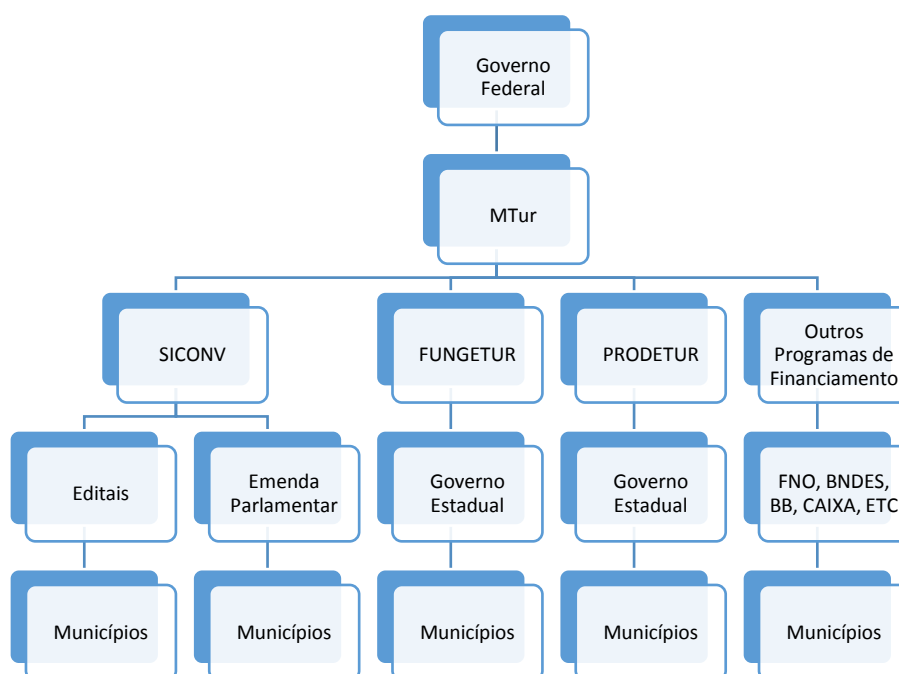 Governo
Federal
MTur
SICONV
FUNGETUR
PRODETUR
Outros
Programas de
Financiamento
Editais
Emenda
Parlamentar
Governo
Estadual
Governo
Estadual
FNO, BNDES,
BB, CAIXA, ETC
Municípios
Municípios
Municípios
Municípios
Municípios